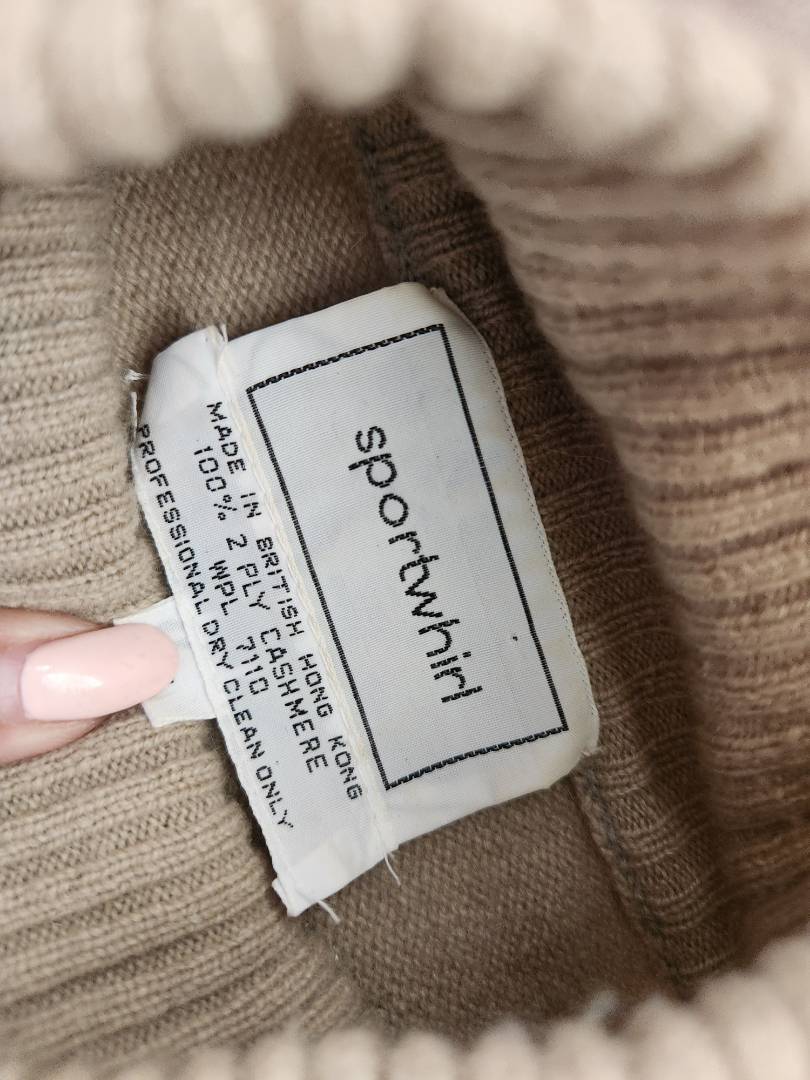 sportwhirl
MADE IN BRITISH HONG KONG
100% 2 PLY CASHMERE
WPL 7110
PROFESSIONAL DRY CLEAN ONLY